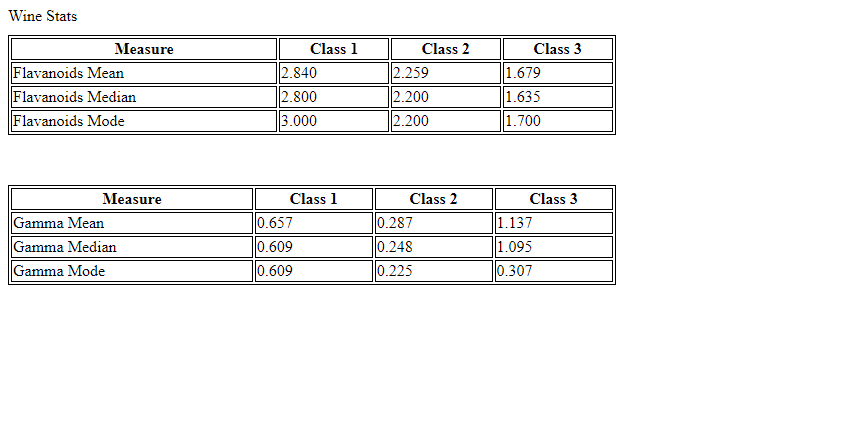 Wine Stats
Measure Class 1 Class 2 Class 3
Flavanoids Mean 2.840 2.259 1.679
Flavanoids Median 2.800 2.200 1.635
Flavanoids Mode 3.000 2.200 1.700
Measure Class 1 Class 2 Class 3
Gamma Mean 0.657 0.287 1.137
Gamma Median 0.609 0.248 1.095
Gamma Mode 0.609 0.225 0.307